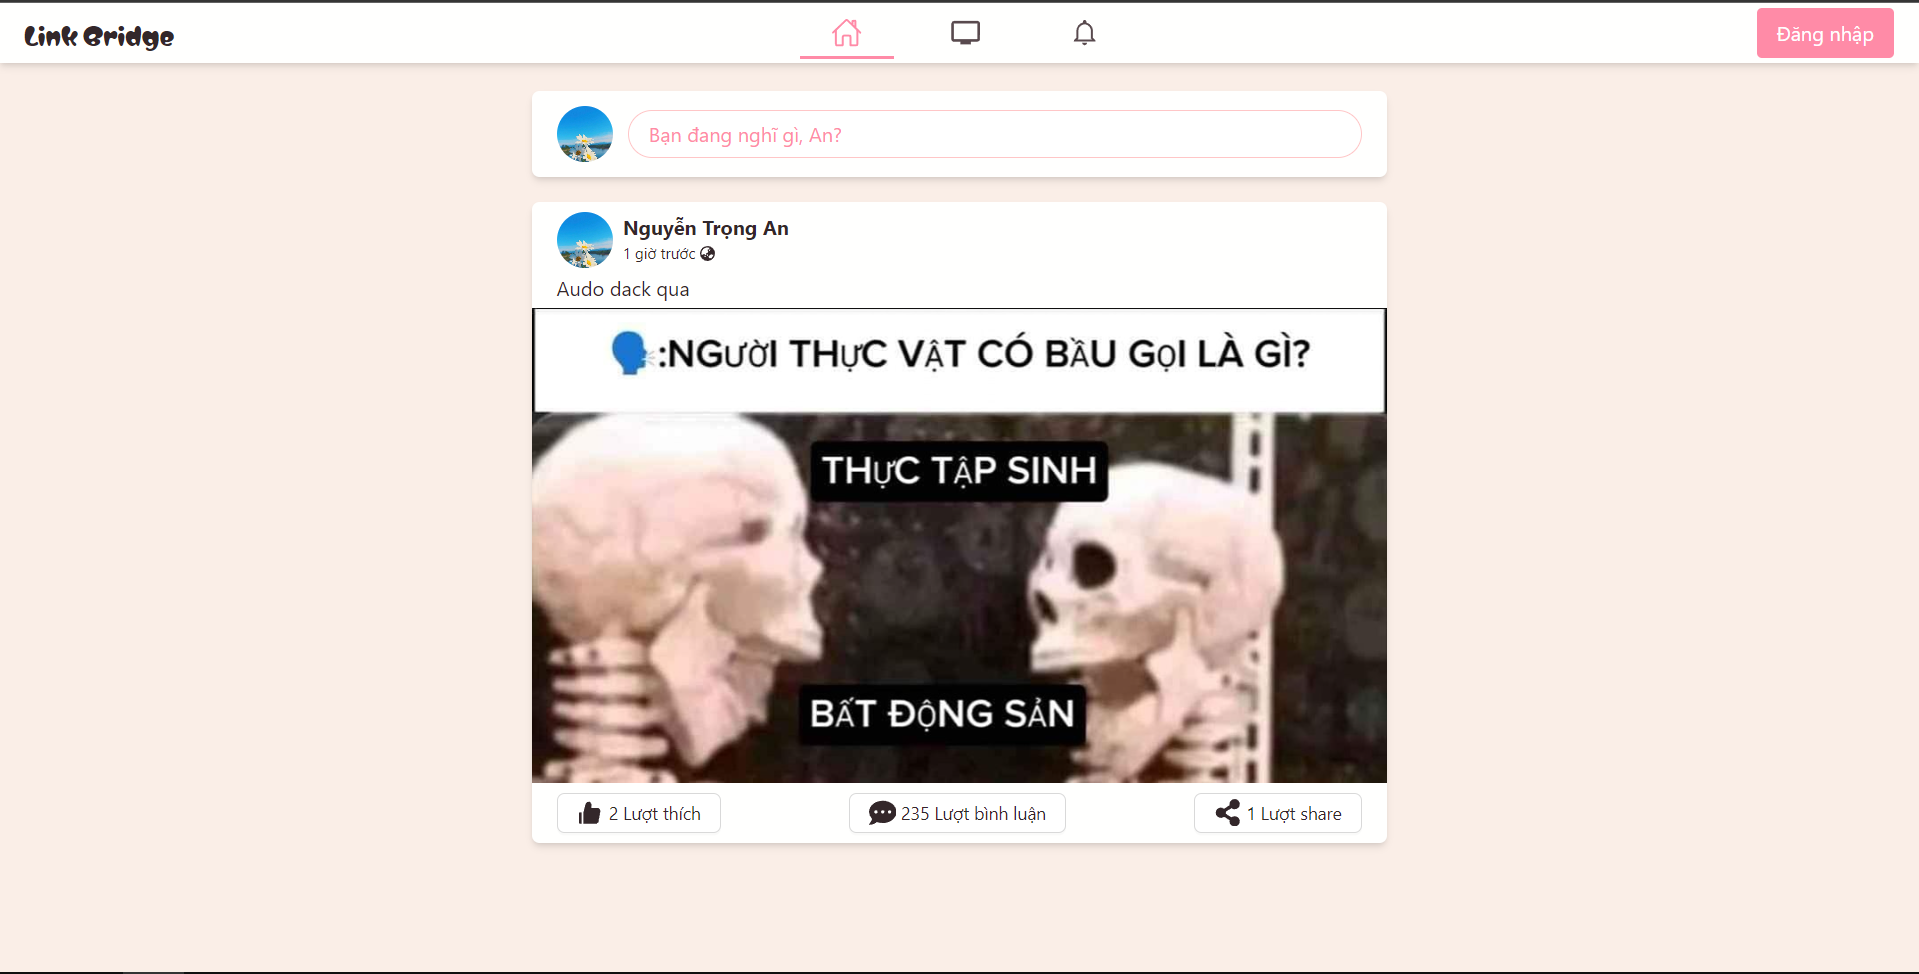 Link Bridge
Đăng nhập
Bạn đang nghĩ gì, An?
Nguyễn Trọng An
1 giờ trước
Audo dack qua
:NGƯỜI THỰC VẬT CÓ BẦU GỌI LÀ GÌ?
THỰC TẬP SINH
BẤT ĐỘNG SẢN
2 Lượt thích
235 Lượt bình luận
1 Lượt share